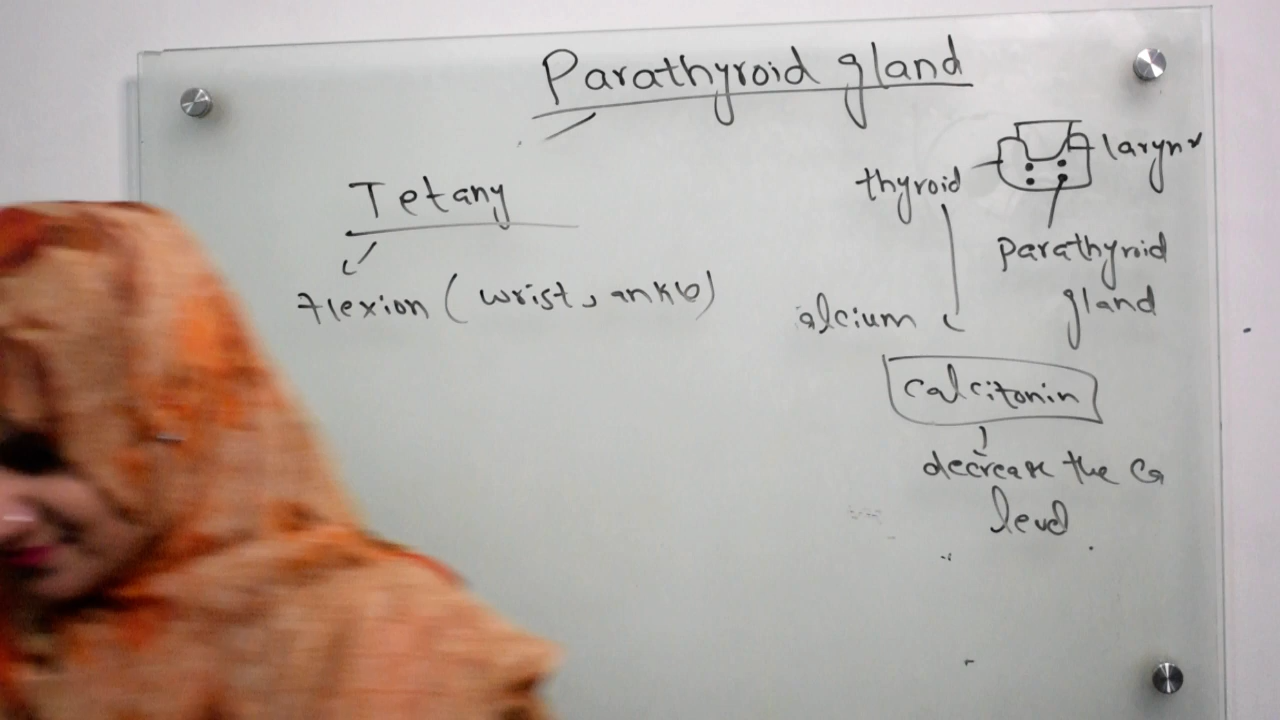 Parathyroid gland
Tetany
Flexion (wrist, ankle)
larynx
thyroid
parathyroid
gland
alcium
Calcitonin
decrease the Ca
level